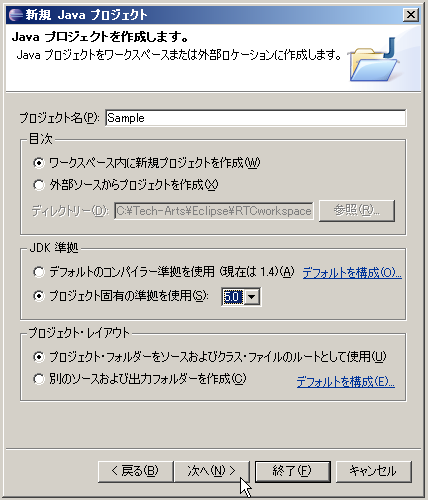 新規 Java プロジェクト
Java プロジェクトを作成します。
Java プロジェクトをワークスペースまたは外部ロケーションに作成します。
プロジェクト名(P): Sample
目次
ワークスペース内に新規プロジェクトを作成(W)
外部ソースからプロジェクトを作成(X)
ディレクトリー(D): C:¥Tech-Arts¥Eclipse¥RTCworkspace 参照(R)...
JDK 準拠
デフォルトのコンパイラー準拠を使用 (現在は 1.4)(A) デフォルトを構成(O)...
プロジェクト固有の準拠を使用(S): 5.0
プロジェクト・レイアウト
プロジェクト・フォルダーをソースおよびクラス・ファイルのルートとして使用(U)
別のソースおよび出力フォルダーを作成(C) デフォルトを構成(E)...
< 戻る(B) 次へ(N) > 終了(F) キャンセル